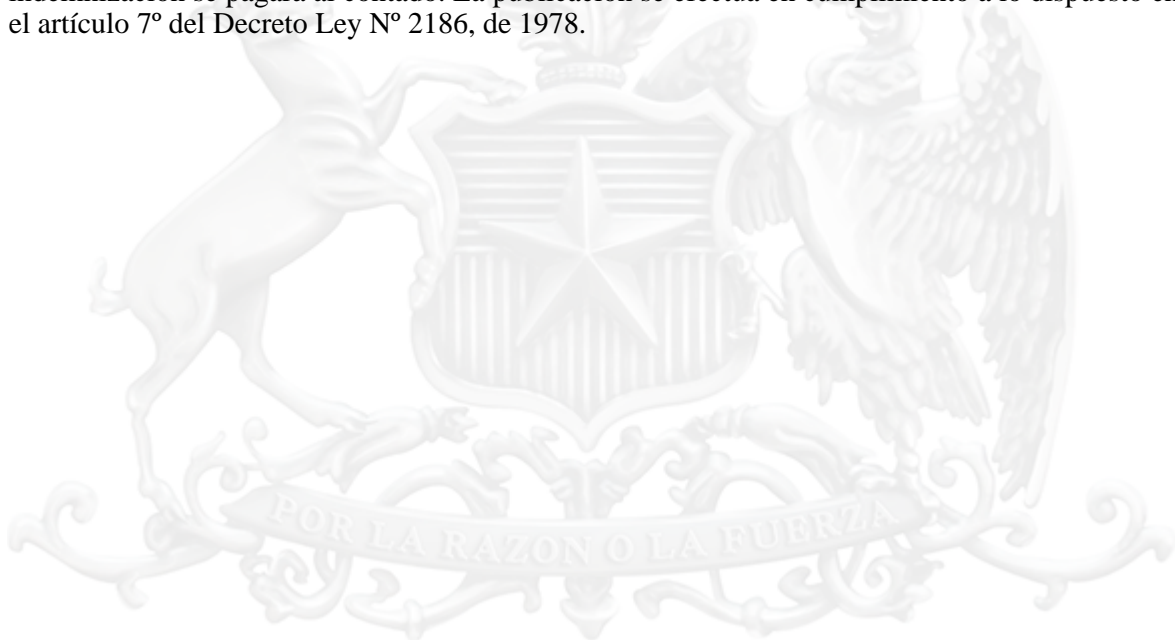 indemnización se pagará al contado. La publicación se efectúa en cumplimiento a lo dispuesto en
el artículo 7º del Decreto Ley Nº 2186, de 1978.
POR LA RAZON O LA FUERZA